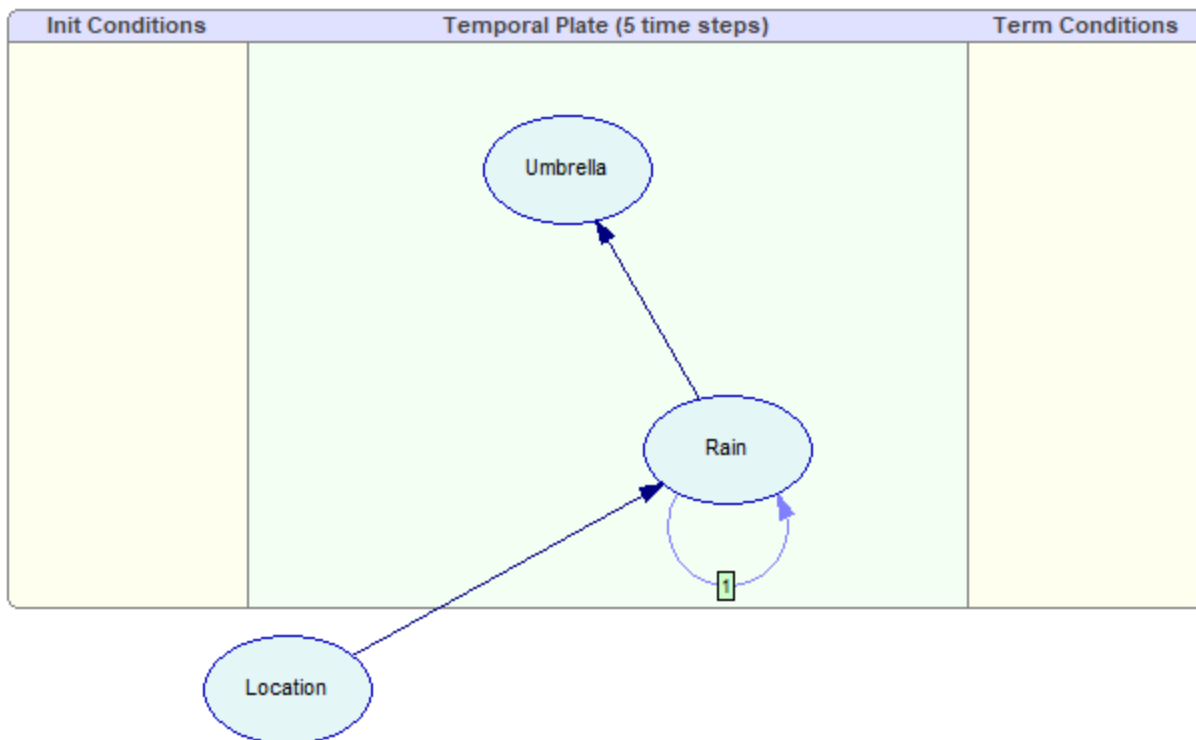 Init Conditions
Temporal Plate (5 time steps)
Term Conditions
Umbrella
Rain
1
Location